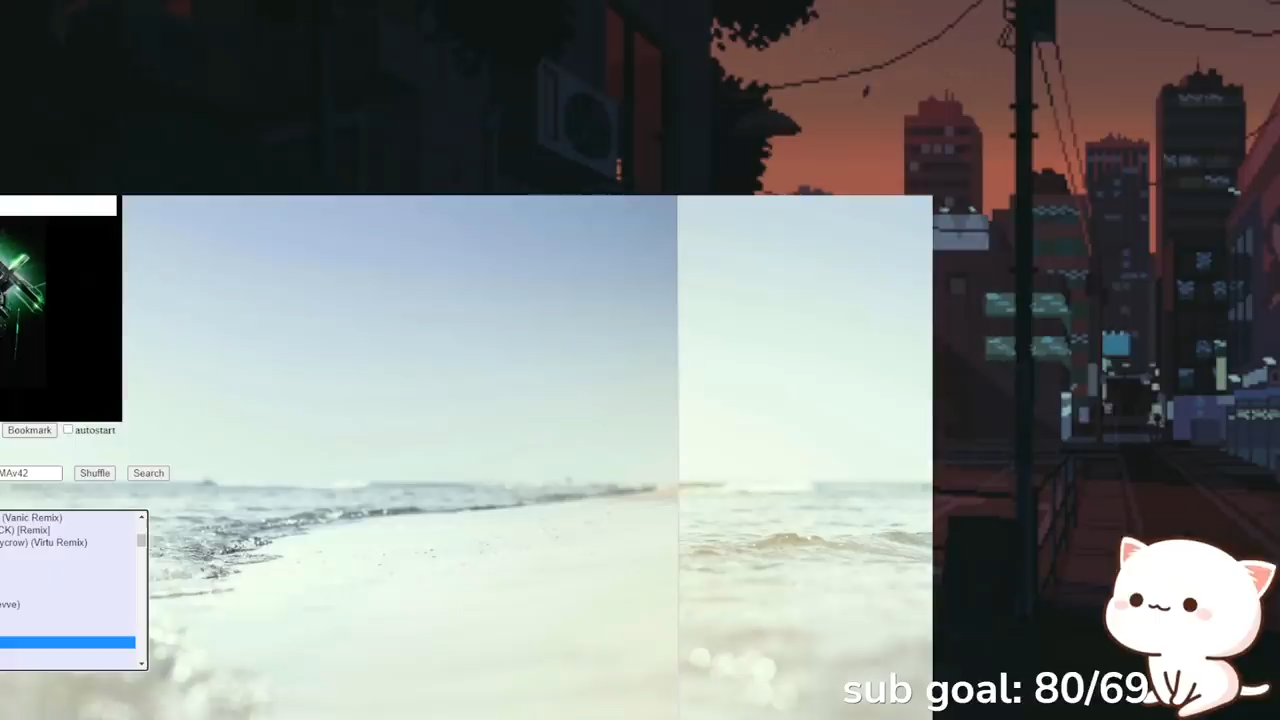 Bookmark autostart
MAv42 Shuffle Search
(Vanic Remix)
CK) [Remix]
ycrow) (Virtu Remix)
evve)
sub goal: 80/69